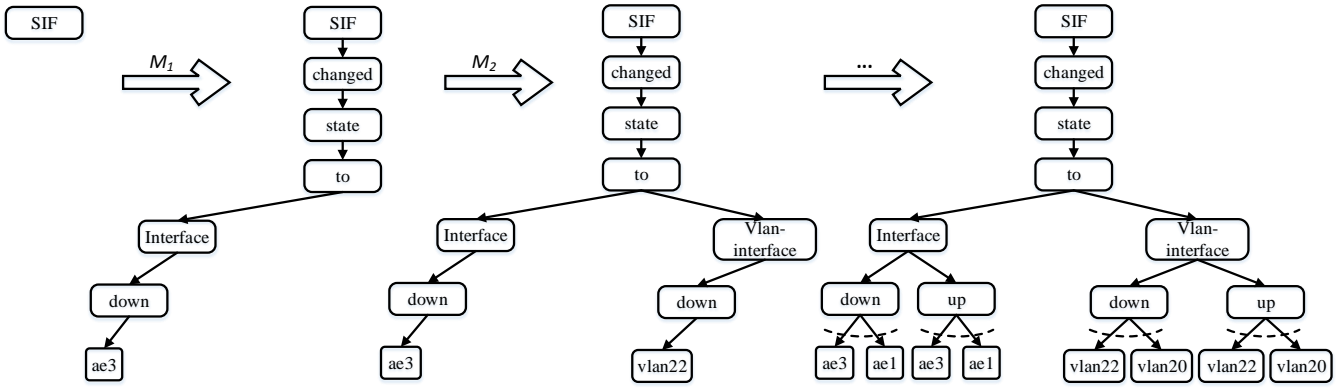 SIF
SIF
SIF
SIF
M1
M2
...
changed
changed
changed
state
state
state
to
to
to
Interface
Interface
Vlan-
interface
Interface
Vlan-
interface
down
down
down
down
up
down
up
ae3
ae3
vlan22
ae3
ae1
ae3
ae1
vlan22
vlan20
vlan22
vlan20